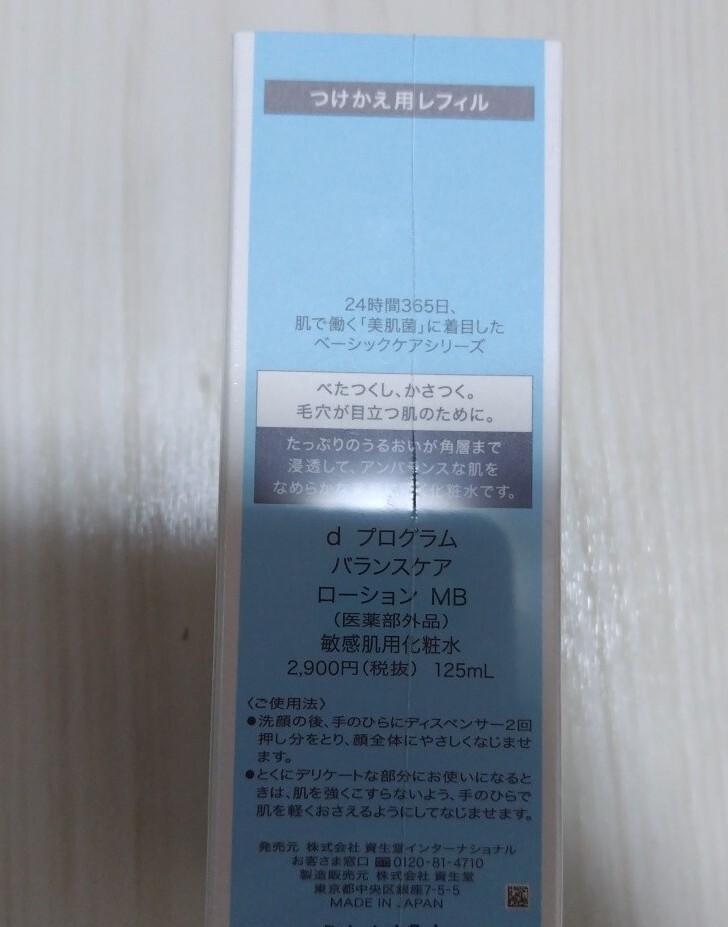 つけかえ用レフィル
24時間365日、
肌で働く「美肌菌」に着目した
ベーシックケアシリーズ
べたつくし、かさつく。
毛穴が目立つ肌のために。
たっぷりのうるおいが角層まで
浸透して、アンバランスな肌を
なめらかな 化粧水です。
d プログラム
バランスケア
ローション MB
(医薬部外品)
敏感肌用化粧水
2,900円(税抜) 125mL
〈ご使用法〉
●洗顔の後、手のひらにディスペンサー2回
押し分をとり、顔全体にやさしくなじませ
ます。
●とくにデリケートな部分にお使いになると
きは、肌を強くこすらないよう、手のひらで
肌を軽くおさえるようにしてなじませます。
発売元 株式会社 資生堂インターナショナル
お客さま窓口 0120-81-4710
製造販売元 株式会社 資生堂
東京都中央区銀座7-5-5
MADE IN JAPAN